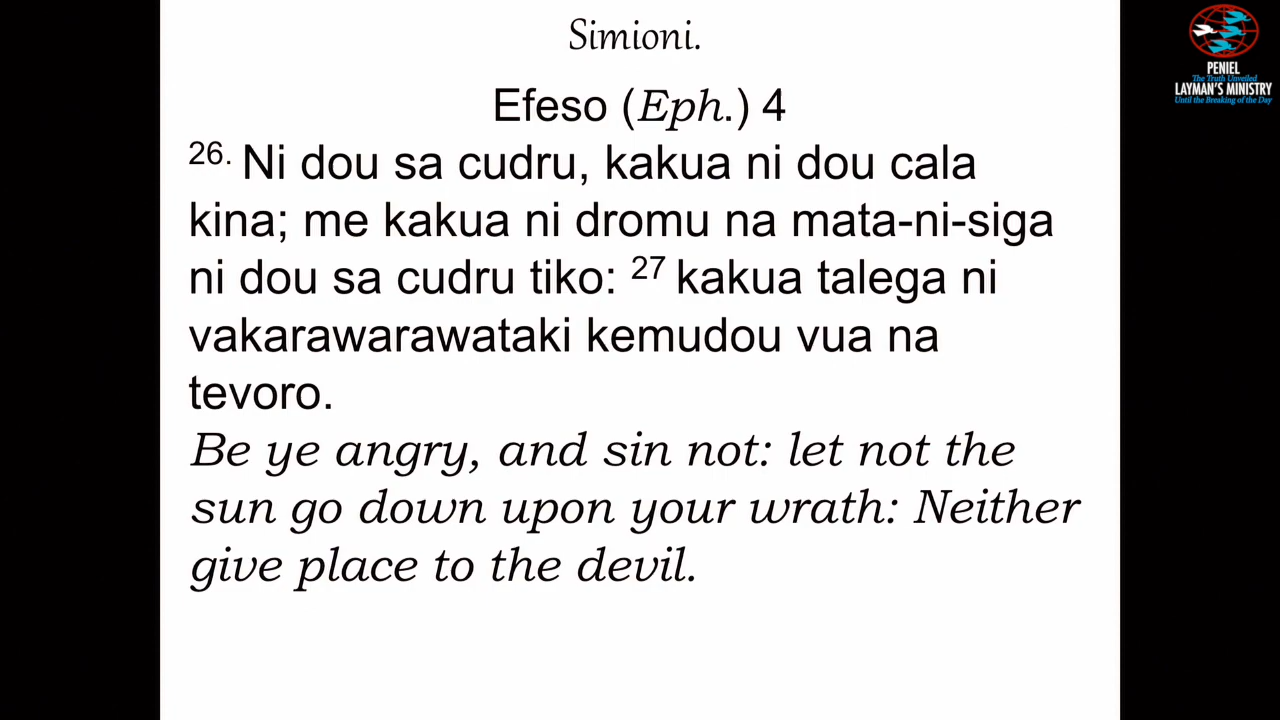 Simioni.
PENIEL
The Truth Unveiled
LAYMAN'S MINISTRY
Until the Breaking of the Day
Efeso (Eph.) 4
26. Ni dou sa cudru, kakua ni dou cala
kina; me kakua ni dromu na mata-ni-siga
ni dou sa cudru tiko: 27 kakua talega ni
vakarawarawataki kemudou vua na
tevoro.
Be ye angry, and sin not: let not the
sun go down upon your wrath: Neither
give place to the devil.